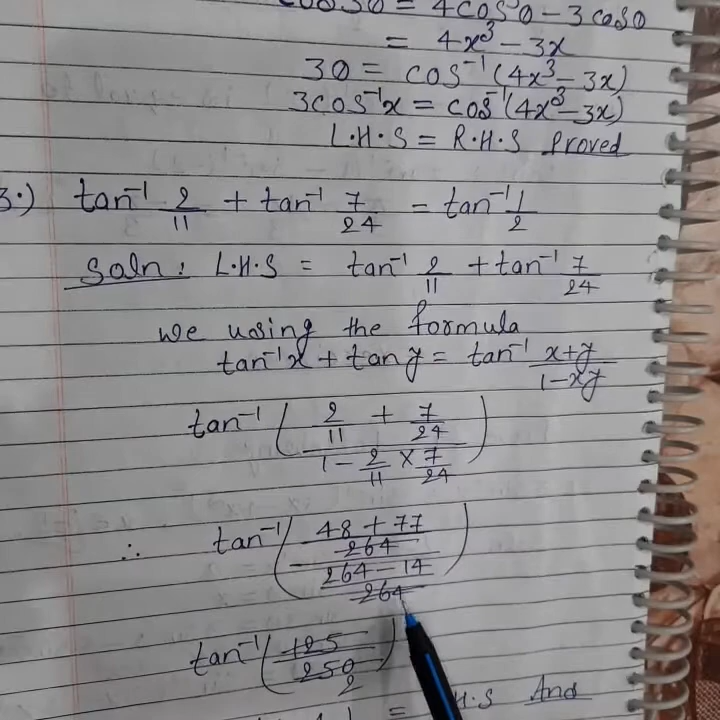 = 4cos³θ - 3cosθ
= 4x³ - 3x
3θ = cos⁻¹(4x³ - 3x)
3cos⁻¹x = cos⁻¹(4x³ - 3x)
L.H.S = R.H.S Proved
3.) tan⁻¹ 2/11 + tan⁻¹ 7/24 = tan⁻¹ 1/2
Soln: L.H.S = tan⁻¹ 2/11 + tan⁻¹ 7/24
We using the formula
tan⁻¹x + tan y = tan⁻¹ x+y/1-xy
tan⁻¹ ( 2/11 + 7/24 / 1 - 2/11 × 7/24 )
∴ tan⁻¹ ( 48 + 77/264 / 264 - 14/264 )
tan⁻¹ ( 125/250 ) 2
= H.S And